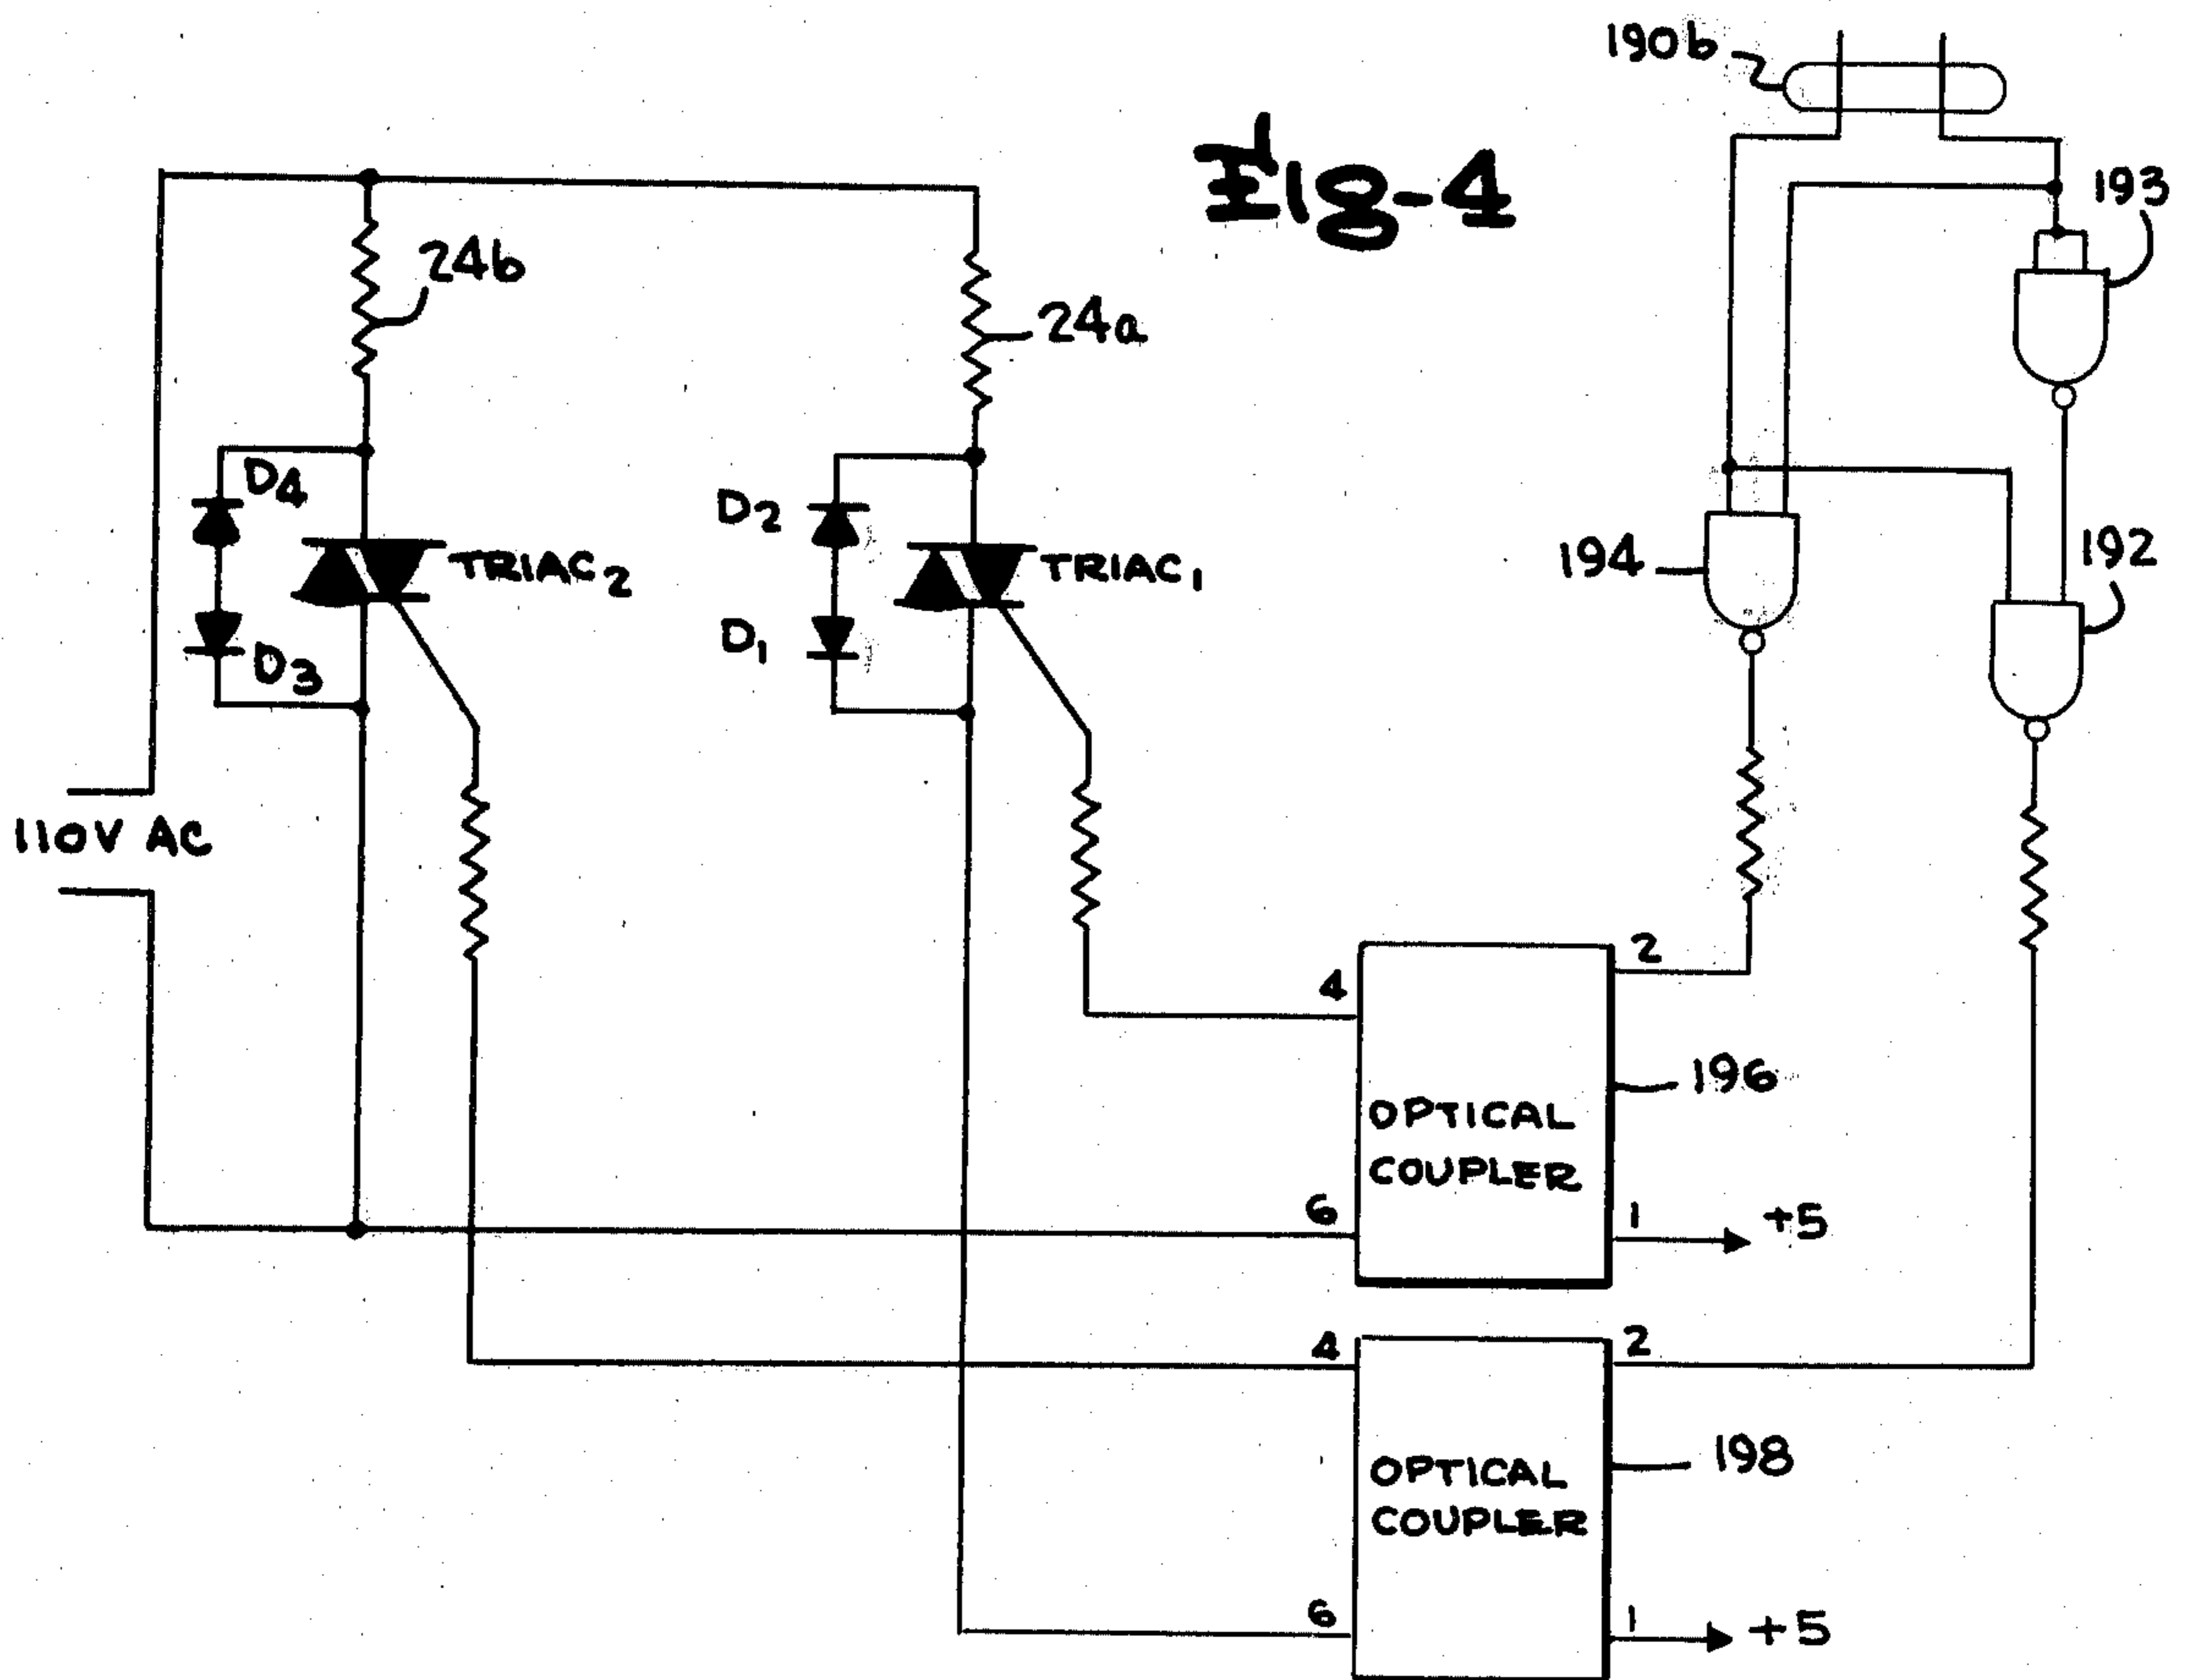 190b
Fig-4
193
24b
24a
D4
D2
TRIAC2
TRIAC1
194
192
D1
D3
110V AC
2
4
196
OPTICAL
COUPLER
6
1
+5
4
2
198
OPTICAL
COUPLER
6
1
+5